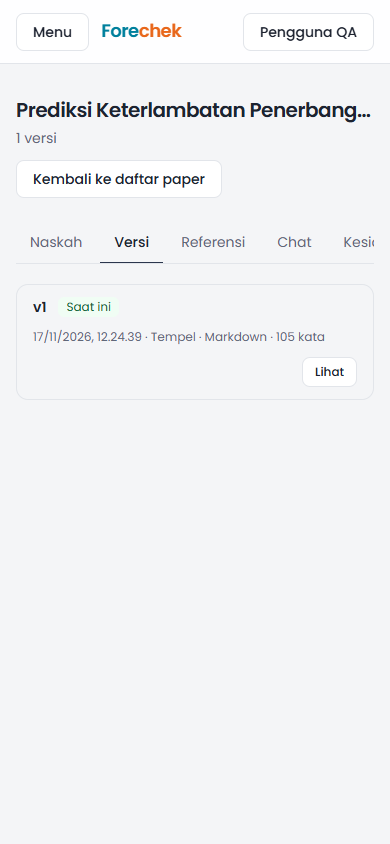 Menu
Forechek
Pengguna QA
Prediksi Keterlambatan Penerbang...
1 versi
Kembali ke daftar paper
Naskah
Versi
Referensi
Chat
Kesi
v1
Saat ini
17/11/2026, 12.24.39 · Tempel · Markdown · 105 kata
Lihat